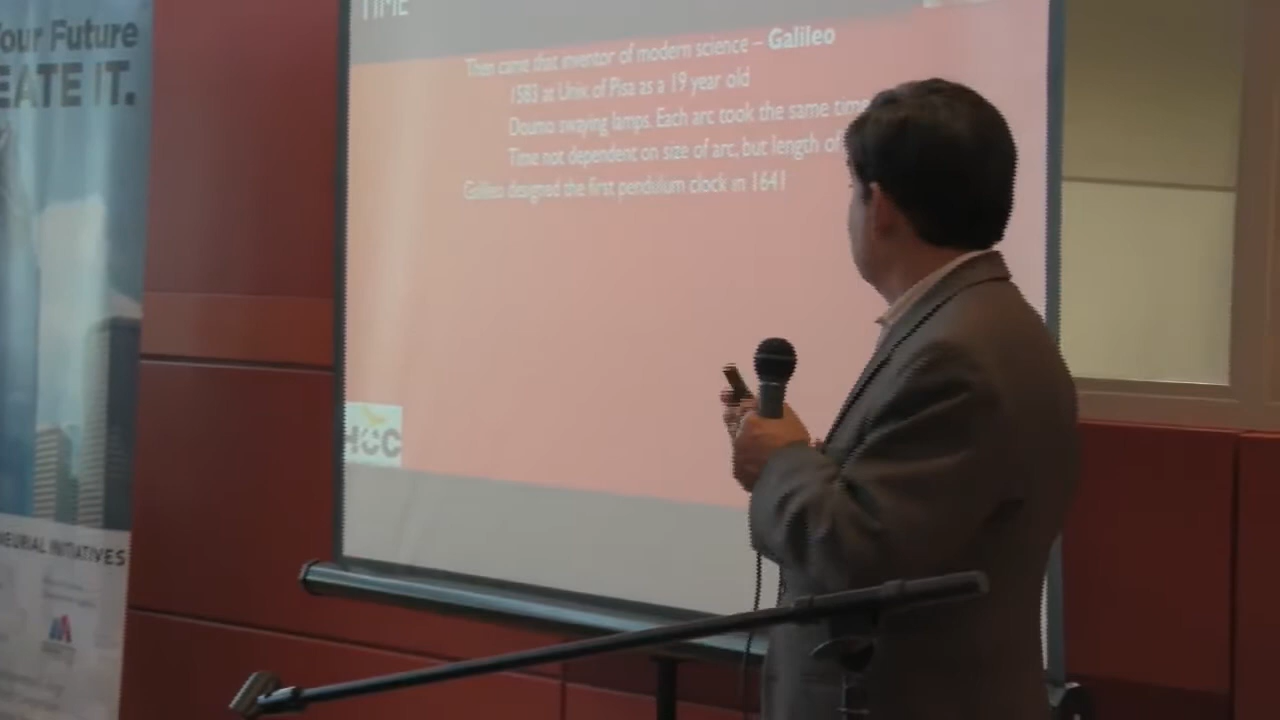 our Future
EATE IT.
NEURIAL INITIATIVES
TIME
Then came that inventor of modern science – Galileo
1583 at Univ. of Pisa as a 19 year old
Doumo swaying lamps. Each arc took the same time
Time not dependent on size of arc, but length of
Galileo designed the first pendulum clock in 1641
HCC